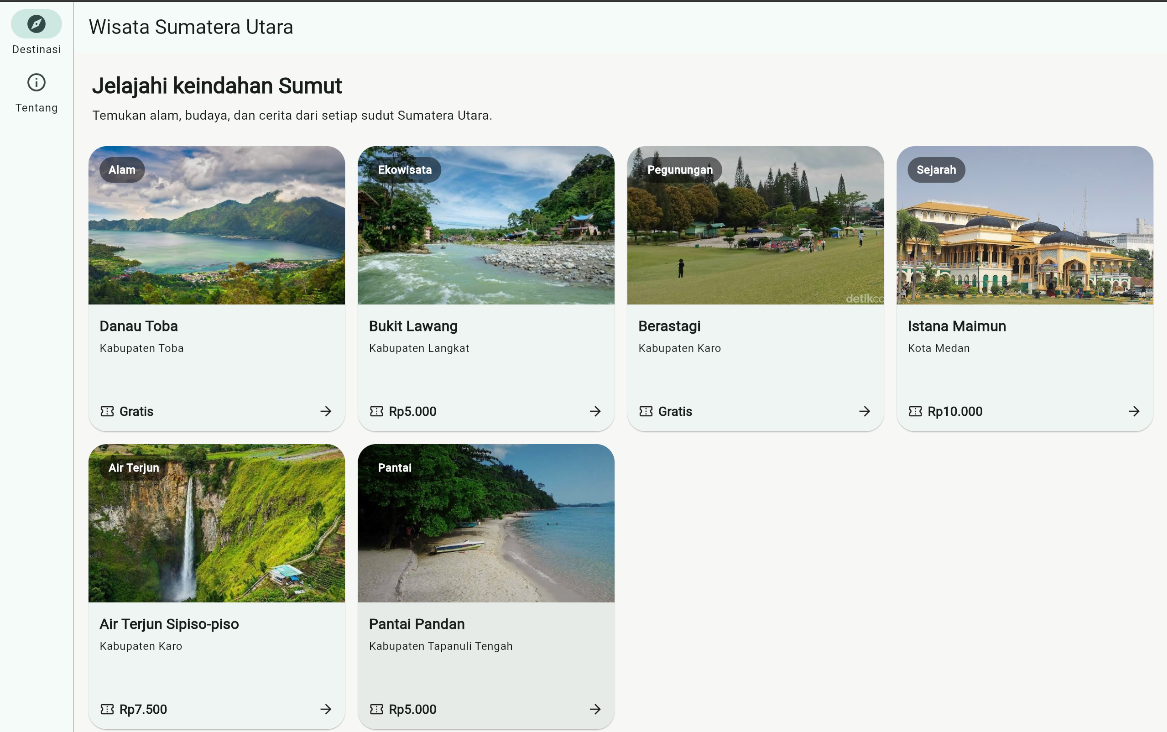 Wisata Sumatera Utara
Destinasi
Tentang
Jelajahi keindahan Sumut
Temukan alam, budaya, dan cerita dari setiap sudut Sumatera Utara.
Alam
Danau Toba
Kabupaten Toba
Gratis
Ekowisata
Bukit Lawang
Kabupaten Langkat
Rp5.000
Pegunungan
detikco
Berastagi
Kabupaten Karo
Gratis
Sejarah
Istana Maimun
Kota Medan
Rp10.000
Air Terjun
Air Terjun Sipiso-piso
Kabupaten Karo
Rp7.500
Pantai
Pantai Pandan
Kabupaten Tapanuli Tengah
Rp5.000